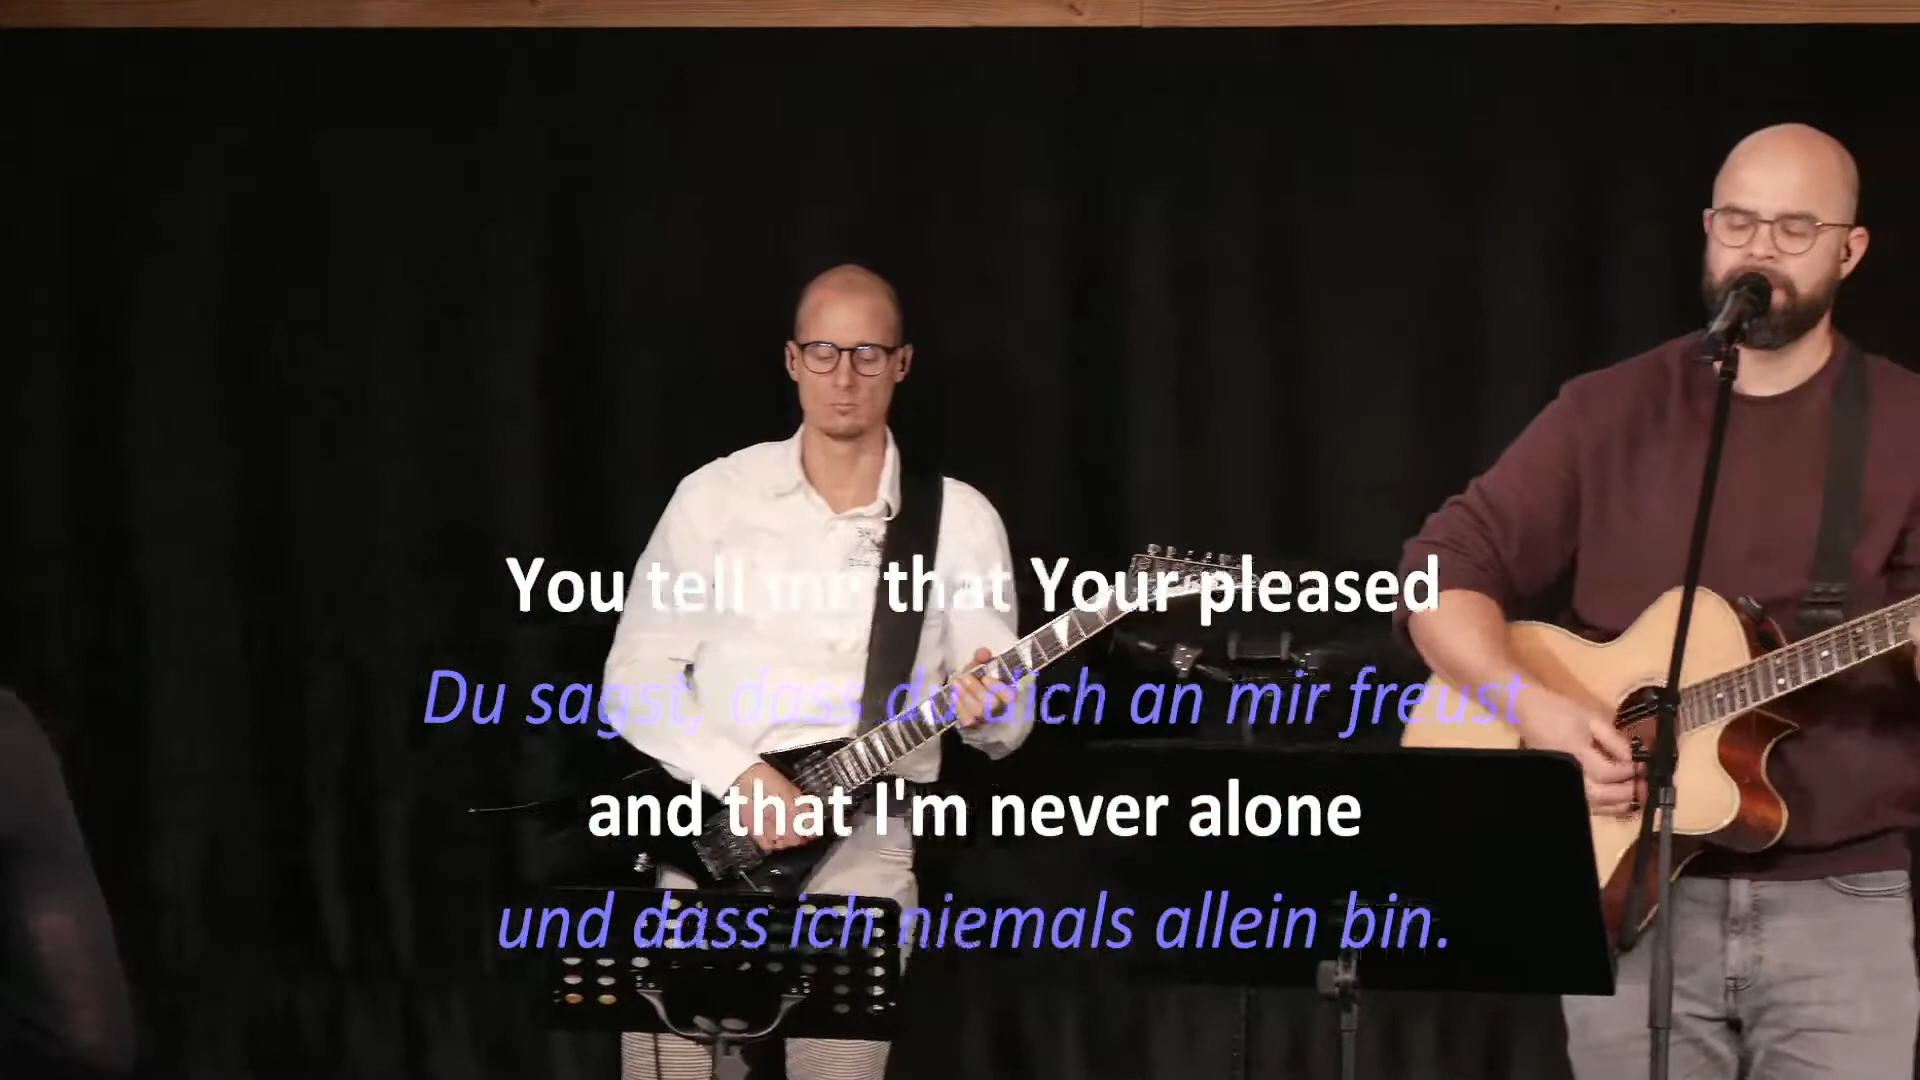 You tell me that Your pleased
Du sagst, dass du dich an mir freust
and that I'm never alone
und dass ich niemals allein bin.